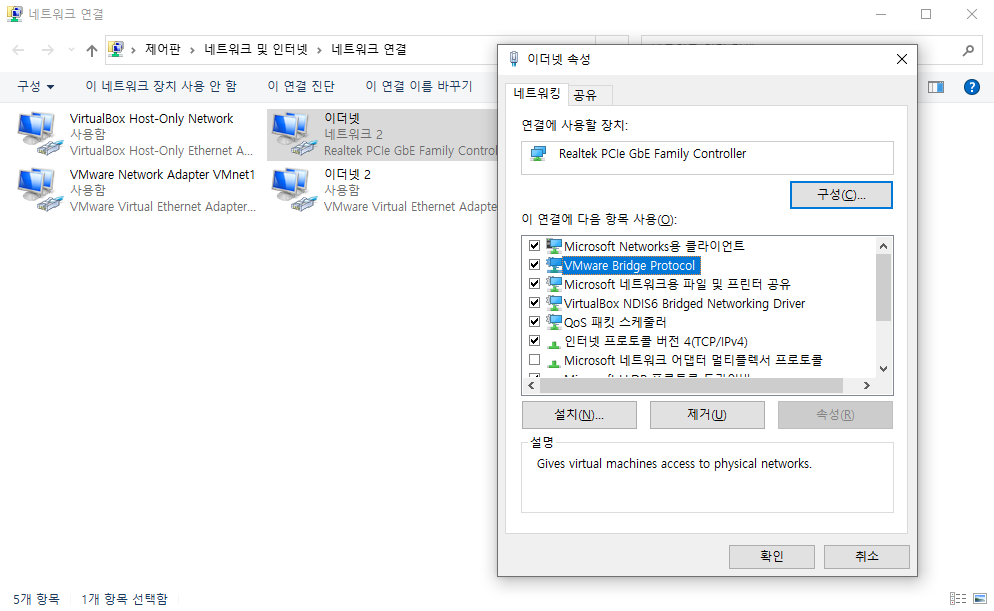 네트워크 연결
제어판 › 네트워크 및 인터넷 › 네트워크 연결
구성
이 네트워크 장치 사용 안 함
이 연결 진단
이 연결 이름 바꾸기
VirtualBox Host-Only Network
사용함
VirtualBox Host-Only Ethernet A...
이더넷
네트워크 2
Realtek PCIe GbE Family Control
VMware Network Adapter VMnet1
사용함
VMware Virtual Ethernet Adapter...
이더넷 2
사용함
VMware Virtual Ethernet Adapte
5개 항목
1개 항목 선택함
이더넷 속성
네트워킹
공유
연결에 사용할 장치:
Realtek PCIe GbE Family Controller
구성(C)...
이 연결에 다음 항목 사용(O):
Microsoft Networks용 클라이언트
VMware Bridge Protocol
Microsoft 네트워크용 파일 및 프린터 공유
VirtualBox NDIS6 Bridged Networking Driver
QoS 패킷 스케줄러
인터넷 프로토콜 버전 4(TCP/IPv4)
Microsoft 네트워크 어댑터 멀티플렉서 프로토콜
설치(N)...
제거(U)
속성(R)
설명
Gives virtual machines access to physical networks.
확인
취소